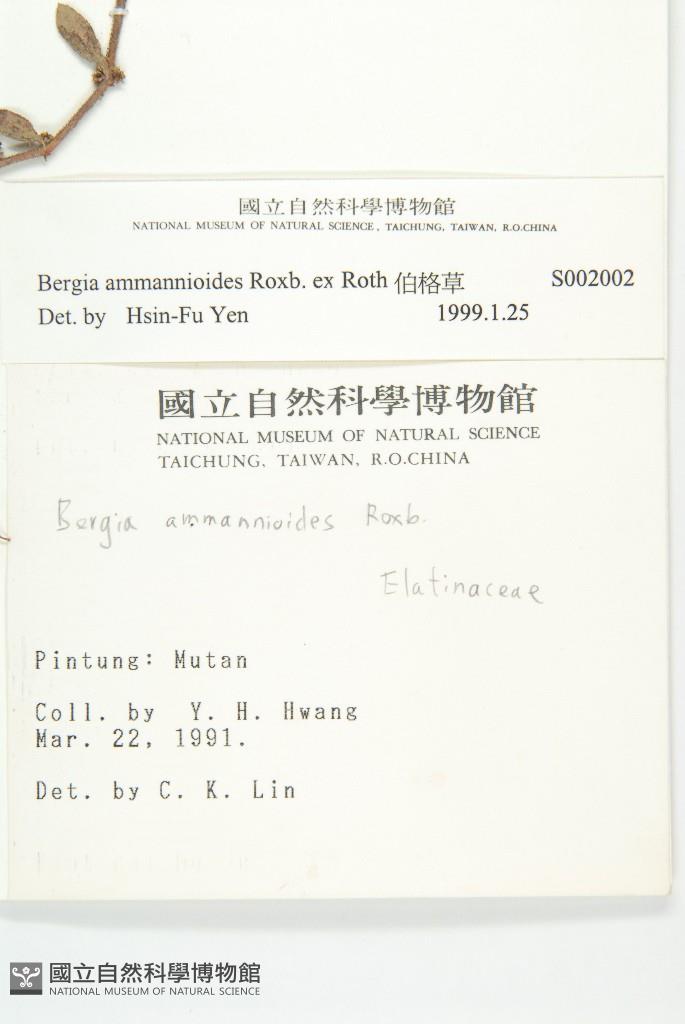 國立自然科學博物館
NATIONAL MUSEUM OF NATURAL SCIENCE, TAICHUNG, TAIWAN, R.O.CHINA
Bergia ammannioides Roxb. ex Roth 伯格草 S002002
Det. by Hsin-Fu Yen 1999.1.25
國立自然科學博物館
NATIONAL MUSEUM OF NATURAL SCIENCE
TAICHUNG, TAIWAN, R.O.CHINA
Bergia ammannioides Roxb.
Elatinaceae
Pintung: Mutan
Coll. by Y. H. Hwang
Mar. 22, 1991.
Det. by C. K. Lin
國立自然科學博物館
NATIONAL MUSEUM OF NATURAL SCIENCE